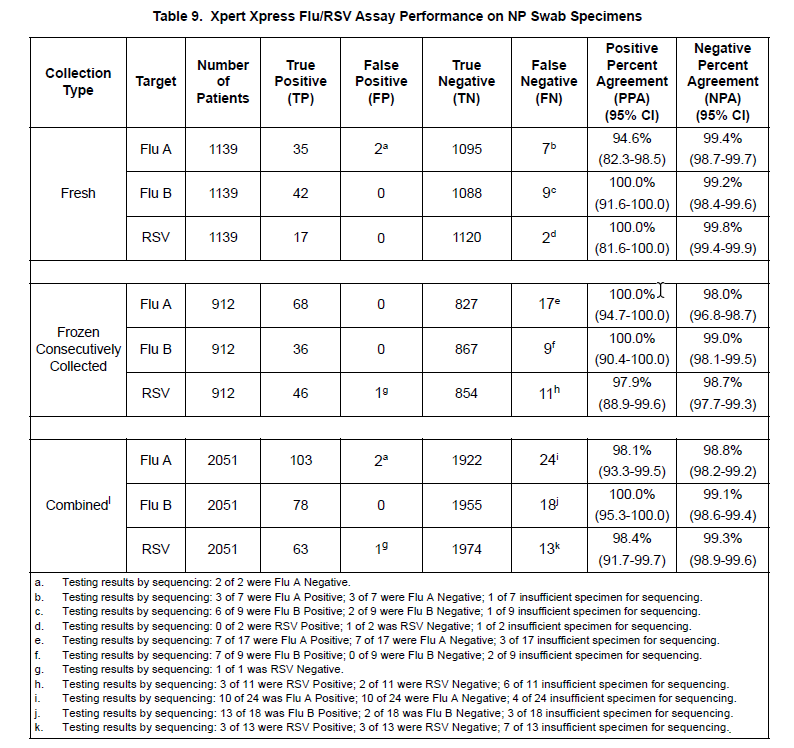 Table 9. Xpert Xpress Flu/RSV Assay Performance on NP Swab Specimens
Collection Type | Target | Number of Patients | True Positive (TP) | False Positive (FP) | True Negative (TN) | False Negative (FN) | Positive Percent Agreement (PPA) (95% CI) | Negative Percent Agreement (NPA) (95% CI)
Fresh | Flu A | 1139 | 35 | 2a | 1095 | 7b | 94.6% (82.3-98.5) | 99.4% (98.7-99.7)
Flu B | 1139 | 42 | 0 | 1088 | 9c | 100.0% (91.6-100.0) | 99.2% (98.4-99.6)
RSV | 1139 | 17 | 0 | 1120 | 2d | 100.0% (81.6-100.0) | 99.8% (99.4-99.9)
Frozen Consecutively Collected | Flu A | 912 | 68 | 0 | 827 | 17e | 100.0% (94.7-100.0) | 98.0% (96.8-98.7)
Flu B | 912 | 36 | 0 | 867 | 9f | 100.0% (90.4-100.0) | 99.0% (98.1-99.5)
RSV | 912 | 46 | 1g | 854 | 11h | 97.9% (88.9-99.6) | 98.7% (97.7-99.3)
Combinedl | Flu A | 2051 | 103 | 2a | 1922 | 24i | 98.1% (93.3-99.5) | 98.8% (98.2-99.2)
Flu B | 2051 | 78 | 0 | 1955 | 18j | 100.0% (95.3-100.0) | 99.1% (98.6-99.4)
RSV | 2051 | 63 | 1g | 1974 | 13k | 98.4% (91.7-99.7) | 99.3% (98.9-99.6)
a. Testing results by sequencing: 2 of 2 were Flu A Negative.
b. Testing results by sequencing: 3 of 7 were Flu A Positive; 3 of 7 were Flu A Negative; 1 of 7 insufficient specimen for sequencing.
c. Testing results by sequencing: 6 of 9 were Flu B Positive; 2 of 9 were Flu B Negative; 1 of 9 insufficient specimen for sequencing.
d. Testing results by sequencing: 0 of 2 were RSV Positive; 1 of 2 was RSV Negative; 1 of 2 insufficient specimen for sequencing.
e. Testing results by sequencing: 7 of 17 were Flu A Positive; 7 of 17 were Flu A Negative; 3 of 17 insufficient specimen for sequencing.
f. Testing results by sequencing: 7 of 9 were Flu B Positive; 0 of 9 were Flu B Negative; 2 of 9 insufficient specimen for sequencing.
g. Testing results by sequencing: 1 of 1 was RSV Negative.
h. Testing results by sequencing: 3 of 11 were RSV Positive; 2 of 11 were RSV Negative; 6 of 11 insufficient specimen for sequencing.
i. Testing results by sequencing: 10 of 24 was Flu A Positive; 10 of 24 were Flu A Negative; 4 of 24 insufficient specimen for sequencing.
j. Testing results by sequencing: 13 of 18 was Flu B Positive; 2 of 18 was Flu B Negative; 3 of 18 insufficient specimen for sequencing.
k. Testing results by sequencing: 3 of 13 were RSV Positive; 3 of 13 were RSV Negative; 7 of 13 insufficient specimen for sequencing.